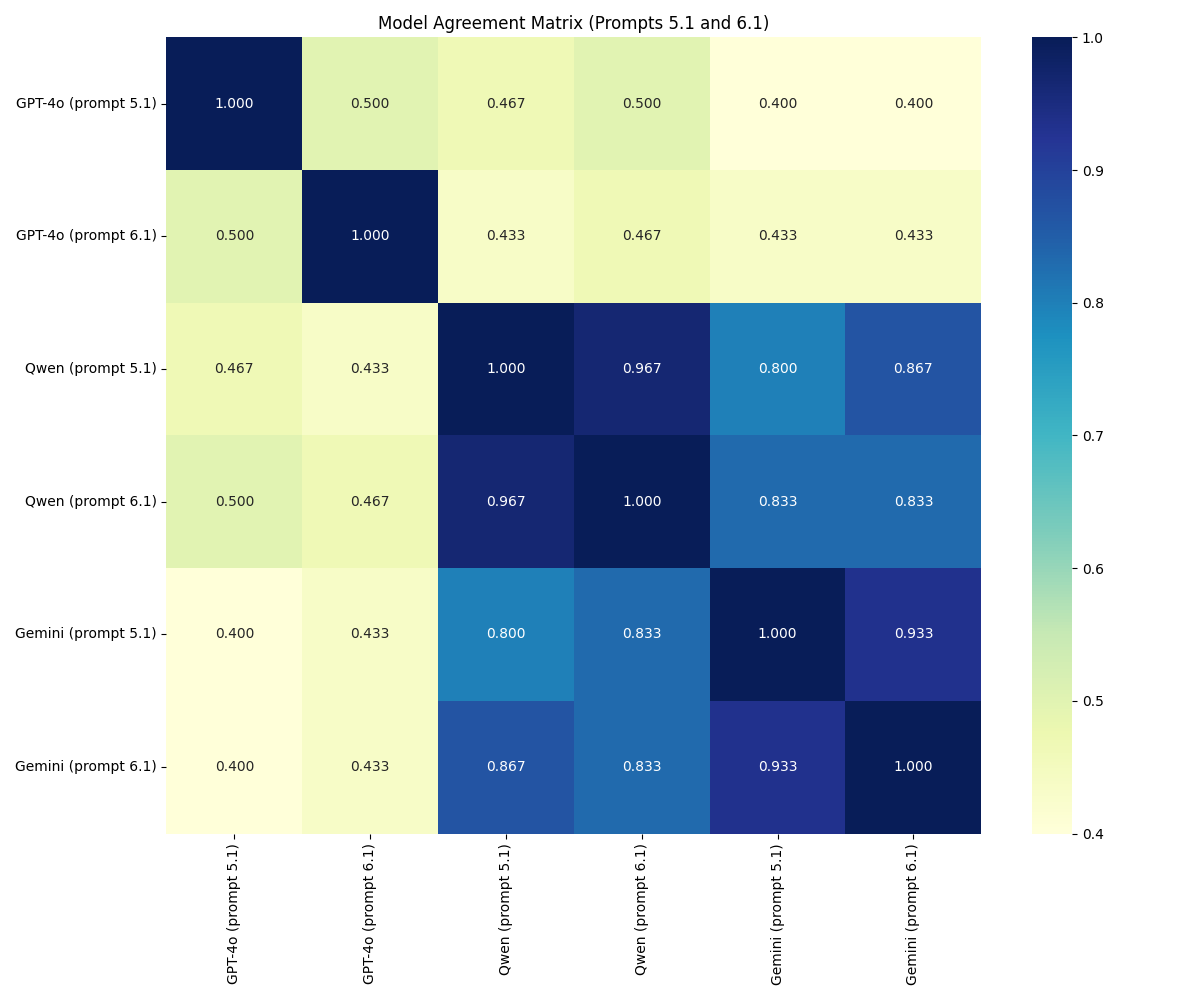 Model Agreement Matrix (Prompts 5.1 and 6.1)
GPT-4o (prompt 5.1) 1.000 0.500 0.467 0.500 0.400 0.400
GPT-4o (prompt 6.1) 0.500 1.000 0.433 0.467 0.433 0.433
Qwen (prompt 5.1) 0.467 0.433 1.000 0.967 0.800 0.867
Qwen (prompt 6.1) 0.500 0.467 0.967 1.000 0.833 0.833
Gemini (prompt 5.1) 0.400 0.433 0.800 0.833 1.000 0.933
Gemini (prompt 6.1) 0.400 0.433 0.867 0.833 0.933 1.000
GPT-4o (prompt 5.1)
GPT-4o (prompt 6.1)
Qwen (prompt 5.1)
Qwen (prompt 6.1)
Gemini (prompt 5.1)
Gemini (prompt 6.1)
1.0
0.9
0.8
0.7
0.6
0.5
0.4